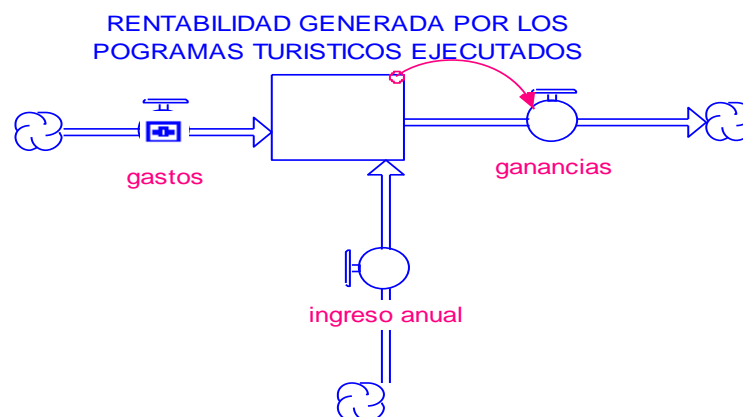 RENTABILIDAD GENERADA POR LOS
POGRAMAS TURISTICOS EJECUTADOS
gastos
ganancias
ingreso anual